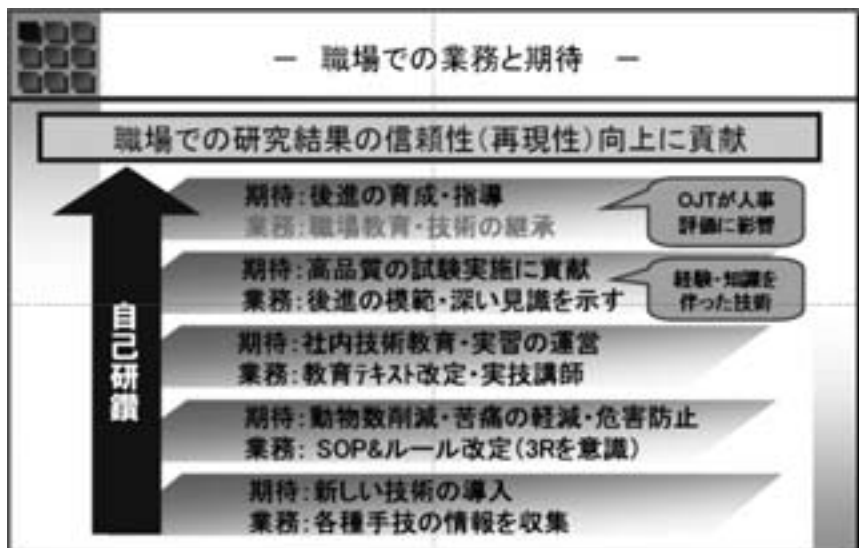 － 職場での業務と期待 －
職場での研究結果の信頼性(再現性)向上に貢献
期待:後進の育成・指導
業務:職場教育・技術の継承
OJTが人事
評価に影響
期待:高品質の試験実施に貢献
業務:後進の模範・深い見識を示す
経験・知識を
伴った技術
期待:社内技術教育・実習の運営
業務:教育ﾃｷｽﾄ改定・実技講師
期待:動物数削減・苦痛の軽減・危害防止
業務: SOP&ルール改定(3Rを意識)
期待:新しい技術の導入
業務:各種手技の情報を収集
自己研鑽